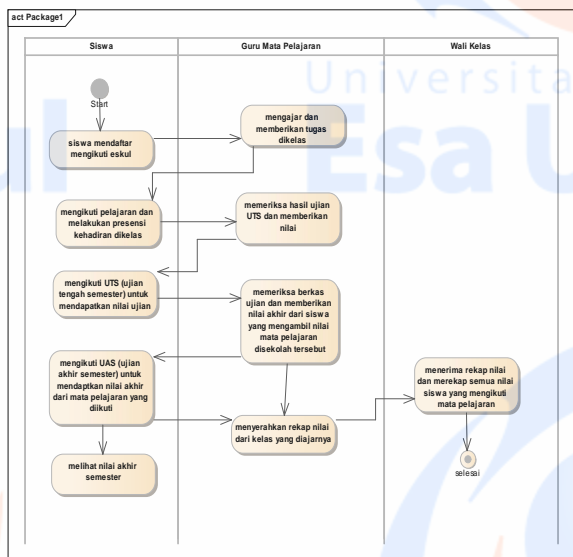 act Package1
Siswa
Guru Mata Pelajaran
Wali Kelas
Universita
Esa U
ul
Start
siswa mendaftar
mengikuti eskul
mengajar dan
memberikan tugas
dikelas
mengikuti pelajaran dan
melakukan presensi
kehadiran dikelas
memeriksa hasil ujian
UTS dan memberikan
nilai
mengikuti UTS (ujian
tengah semester) untuk
mendapatkan nilai ujian
memeriksa berkas
ujian dan memberikan
nilai akhir dari siswa
yang mengambil nilai
mata pelajaran
disekolah tersebut
mengikuti UAS (ujian
akhir semester) untuk
mendaptkan nilai akhir
dari mata pelajaran yang
diikuti
menerima rekap nilai
dan merekap semua nilai
siswa yang mengikuti
mata pelajaran
menyerahkan rekap nilai
dari kelas yang diajarnya
melihat nilai akhir
semester
selesai